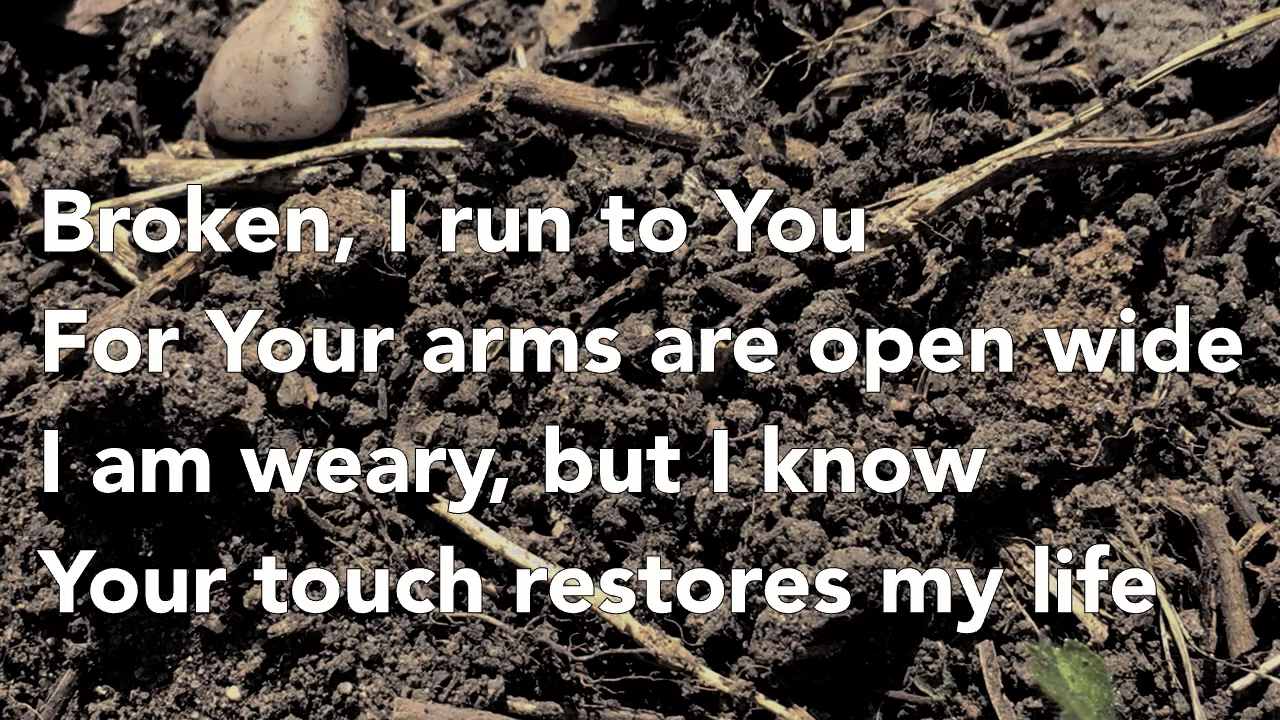 Broken, I run to You
For Your arms are open wide
I am weary, but I know
Your touch restores my life